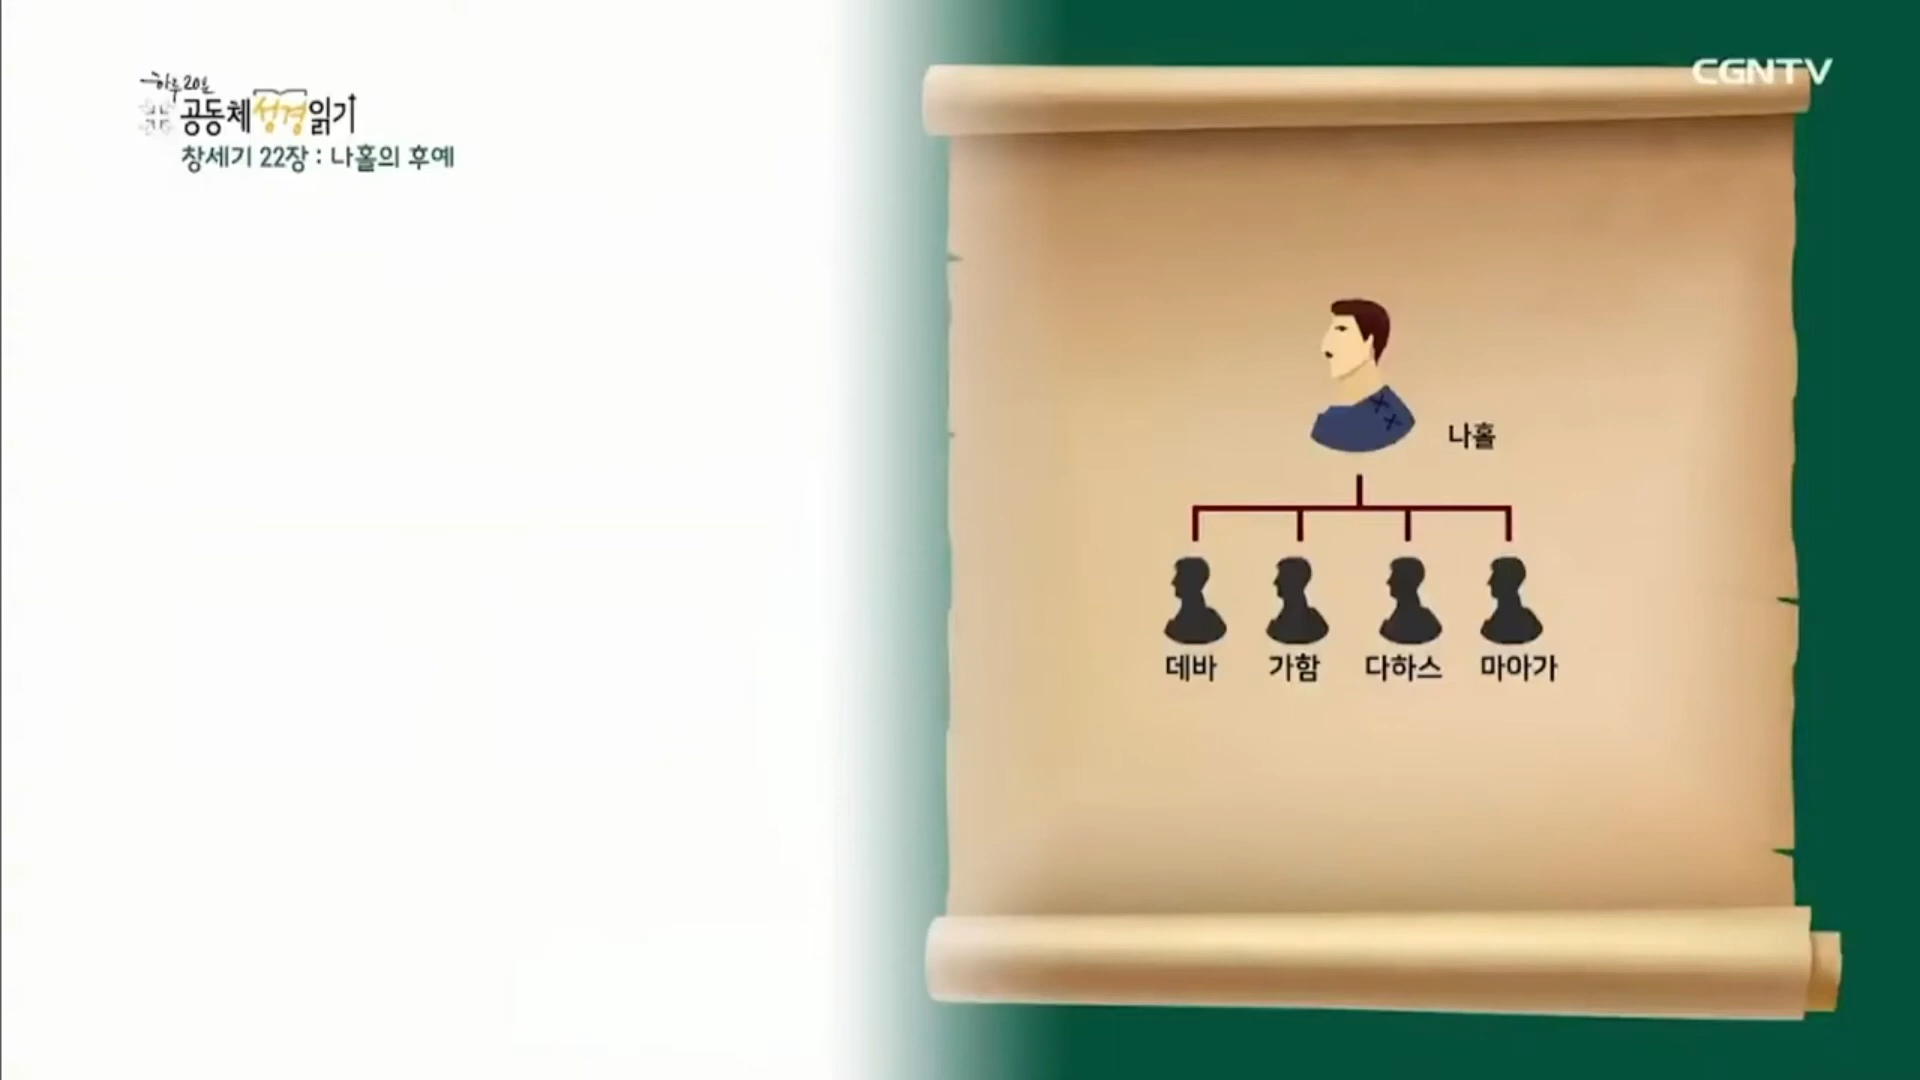 하루 20분
공동체 성경 읽기
창세기 22장 : 나홀의 후예
CGNTV
나홀
데바 가함 다하스 마아가